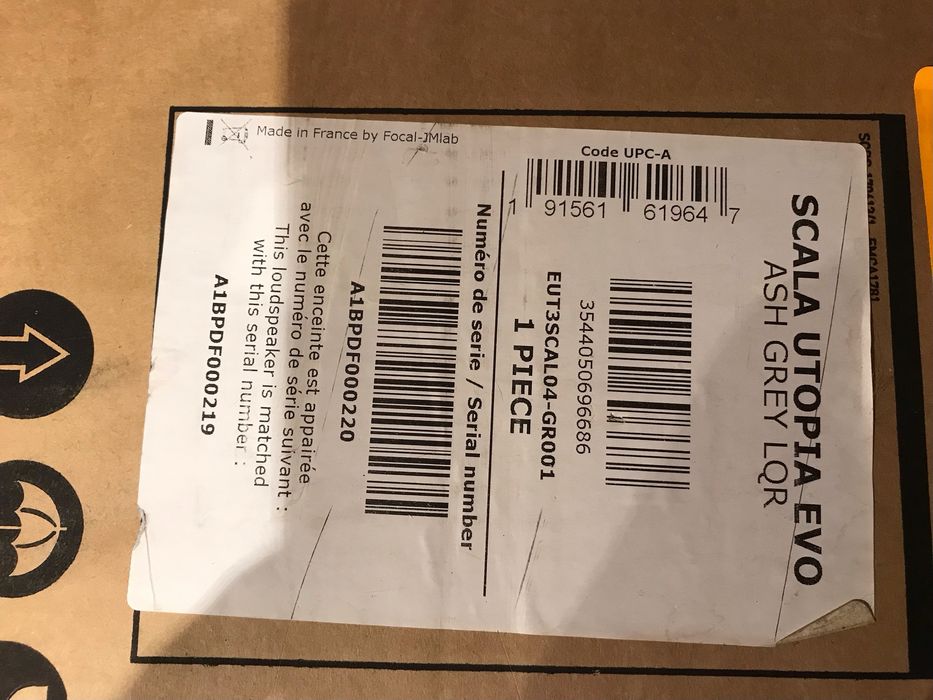 SCALA UTOPIA EVO
ASH GREY LQR
Code UPC-A
1 91561 61964 7
3544050696686
EUT3SCAL04-GR001
1 PIECE
Numéro de serie / Serial number
A1BPDF000220
Cette enceinte est appairée
avec le numéro de série suivant :
This loudspeaker is matched
with this serial number :
A1BPDF000219
Made in France by Focal-JMlab